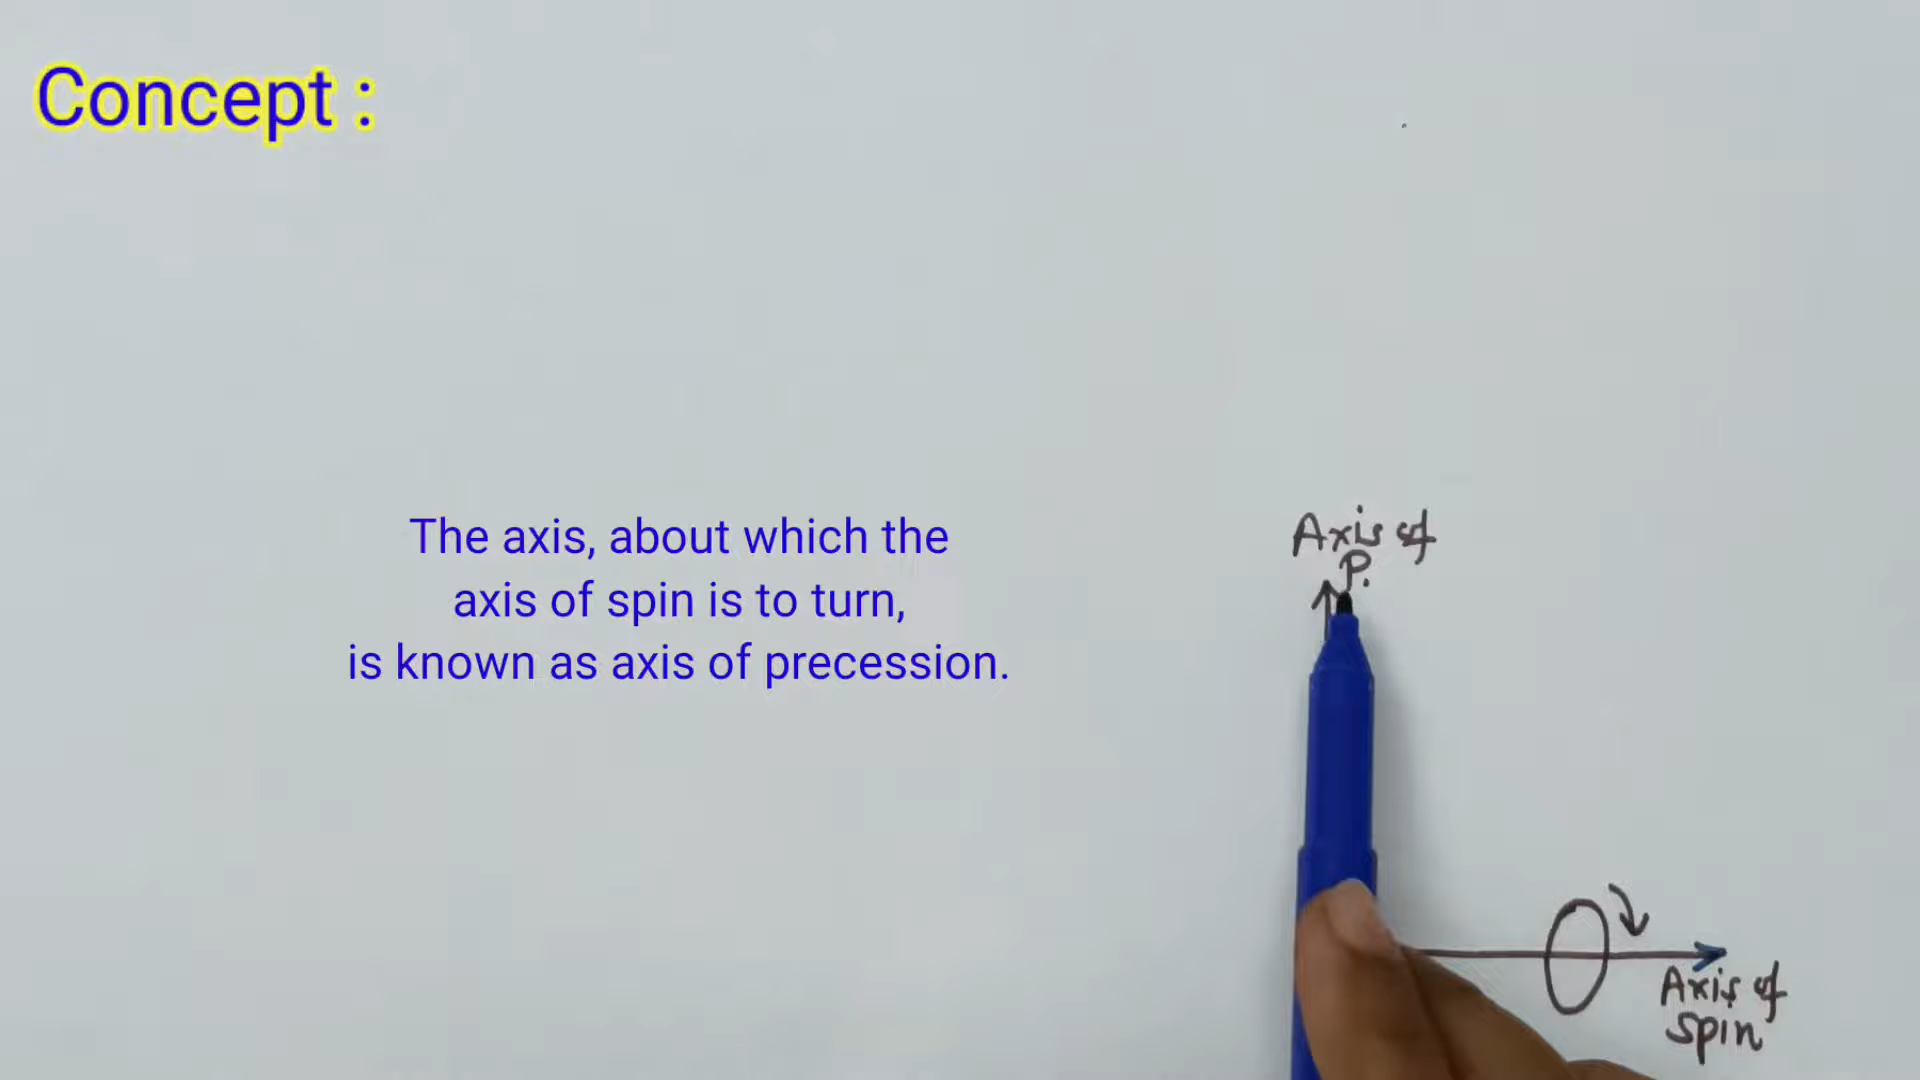 Concept :
The axis, about which the
axis of spin is to turn,
is known as axis of precession.
Axis of
P.
Axis of
spin